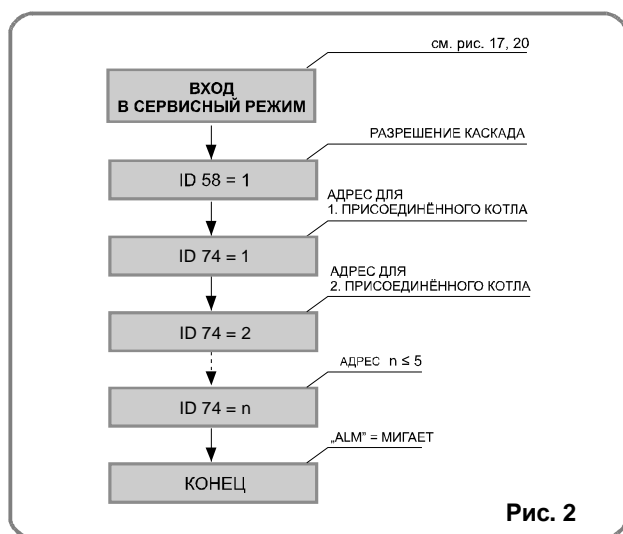 см. рис. 17, 20
ВХОД
В СЕРВИСНЫЙ РЕЖИМ
РАЗРЕШЕНИЕ КАСКАДА
ID 58 = 1
АДРЕС ДЛЯ
1. ПРИСОЕДИНЁННОГО КОТЛА
ID 74 = 1
АДРЕС ДЛЯ
2. ПРИСОЕДИНЁННОГО КОТЛА
ID 74 = 2
АДРЕС n ≤ 5
ID 74 = n
„ALM” = МИГАЕТ
КОНЕЦ
Рис. 2